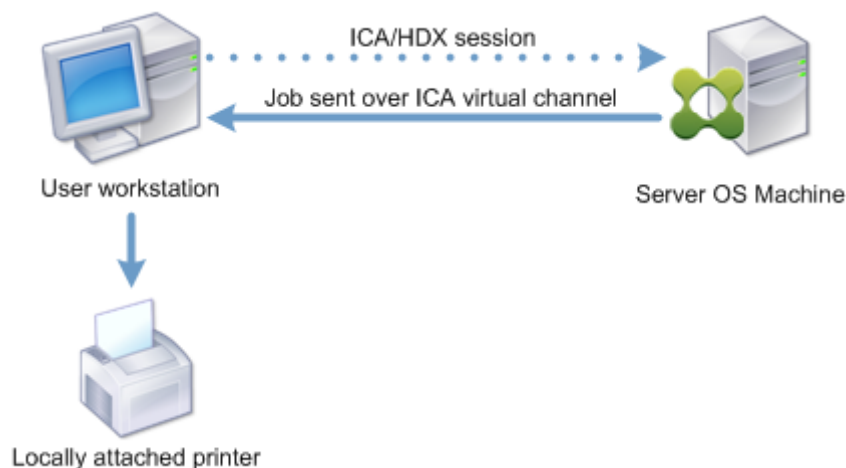 ICA/HDX session
Job sent over ICA virtual channel
User workstation
Server OS Machine
Locally attached printer